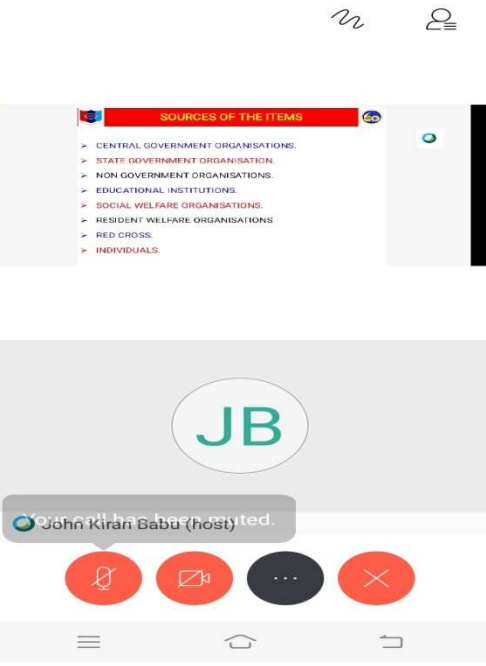 SOURCES OF THE ITEMS
➢ CENTRAL GOVERNMENT ORGANISATIONS.
➢ STATE GOVERNMENT ORGANISATION.
➢ NON GOVERNMENT ORGANISATIONS.
➢ EDUCATIONAL INSTITUTIONS.
➢ SOCIAL WELFARE ORGANISATIONS.
➢ RESIDENT WELFARE ORGANISATIONS
➢ RED CROSS.
➢ INDIVIDUALS.
JB
Your call has been muted.
John Kiran Babu (host)